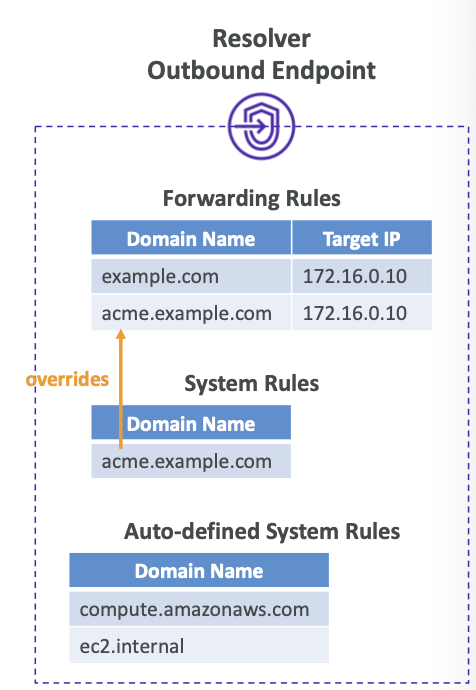 Resolver
Outbound Endpoint
Forwarding Rules
Domain Name Target IP
example.com 172.16.0.10
acme.example.com 172.16.0.10
overrides
System Rules
Domain Name
acme.example.com
Auto-defined System Rules
Domain Name
compute.amazonaws.com
ec2.internal